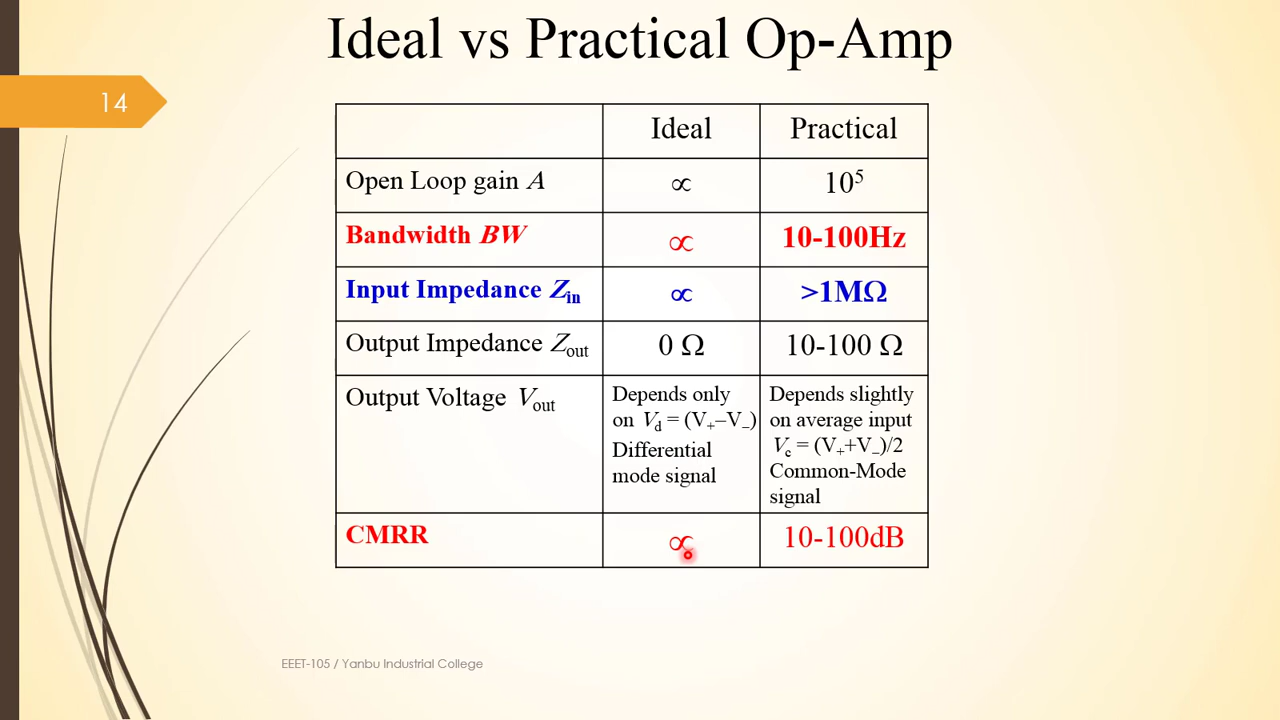 Ideal vs Practical Op-Amp
14
Ideal Practical
Open Loop gain A ∝ 10⁵
Bandwidth BW ∝ 10-100Hz
Input Impedance Zin ∝ >1MΩ
Output Impedance Zout 0 Ω 10-100 Ω
Output Voltage Vout
Depends only
on Vd = (V₊–V₋)
Differential
mode signal
Depends slightly
on average input
Vc = (V₊+V₋)/2
Common-Mode
signal
CMRR ∝ 10-100dB
EEET-105 / Yanbu Industrial College